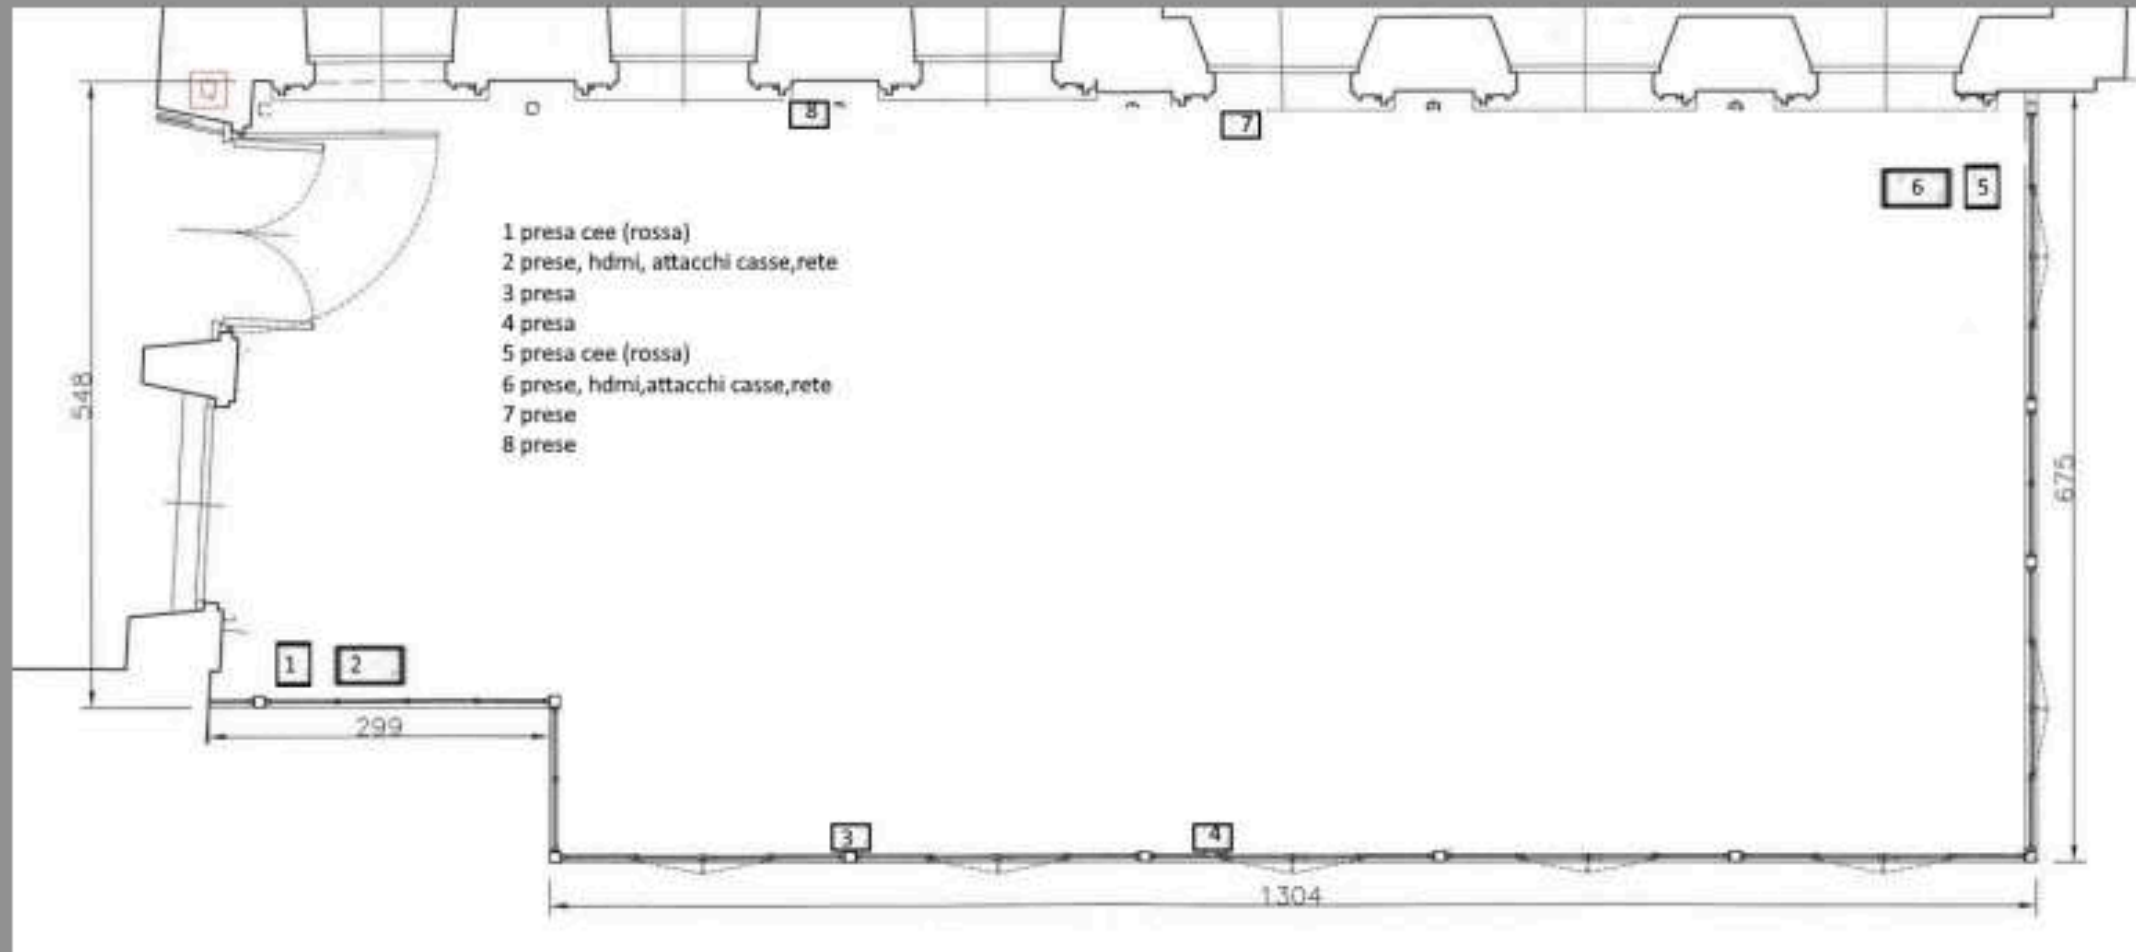 8
7
6
5
1 presa cee (rossa)
2 prese, hdmi, attacchi casse,rete
3 presa
4 presa
5 presa cee (rossa)
6 prese, hdmi,attacchi casse,rete
7 prese
8 prese
548
675
1
2
299
3
4
1304